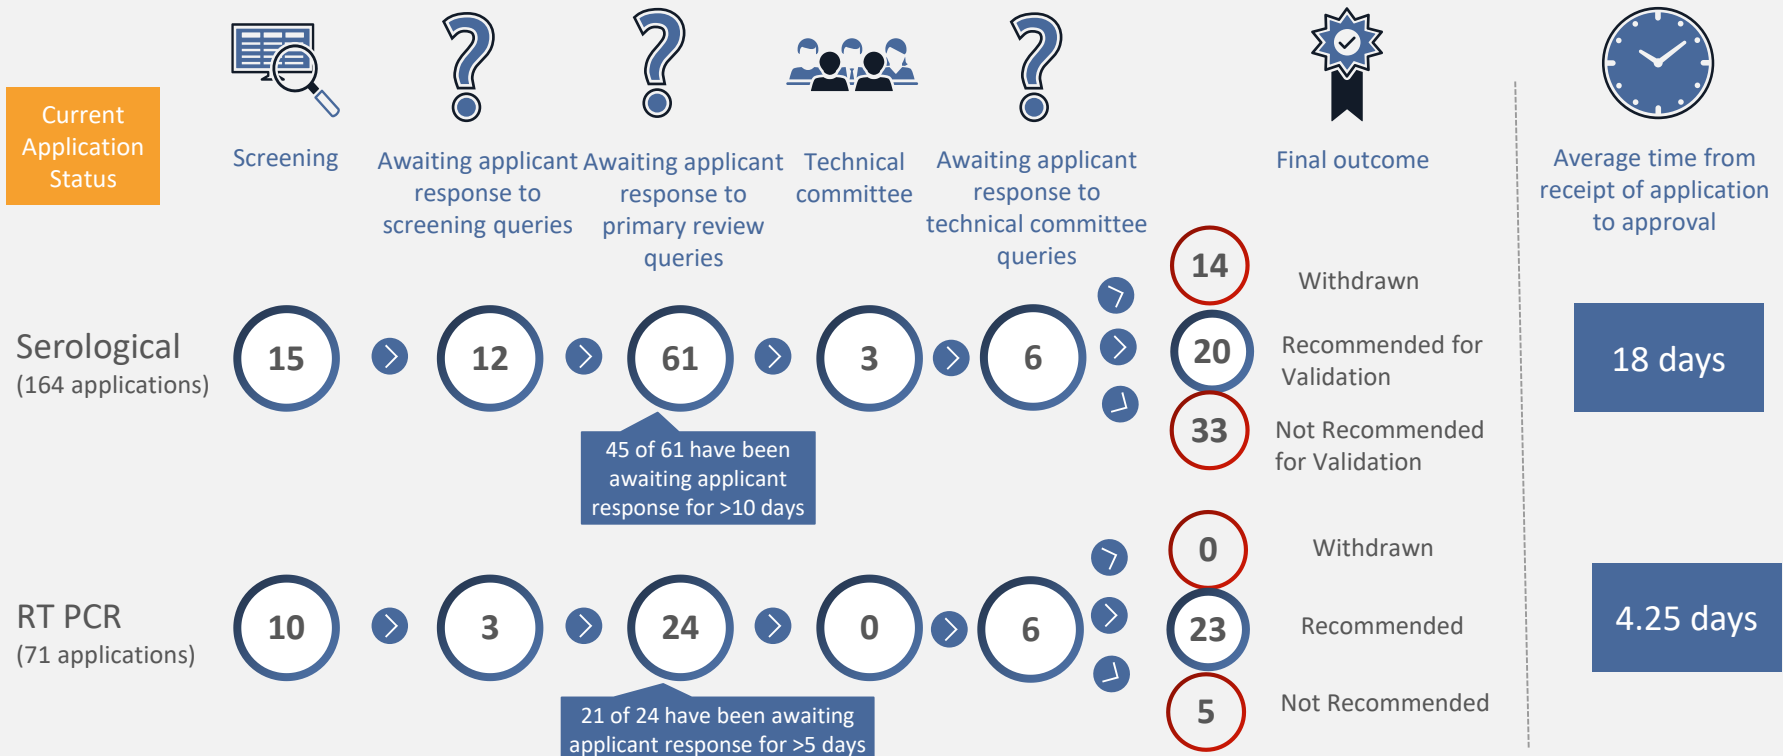 Current
Application
Status
Screening
Awaiting applicant
response to
screening queries
Awaiting applicant
response to
primary review
queries
Technical
committee
Awaiting applicant
response to
technical committee
queries
Final outcome
Average time from
receipt of application
to approval
Serological
(164 applications)
15
12
61
3
6
14
Withdrawn
20
Recommended for
Validation
33
Not Recommended
for Validation
18 days
45 of 61 have been
awaiting applicant
response for >10 days
RT PCR
(71 applications)
10
3
24
0
6
0
Withdrawn
23
Recommended
5
Not Recommended
4.25 days
21 of 24 have been awaiting
applicant response for >5 days